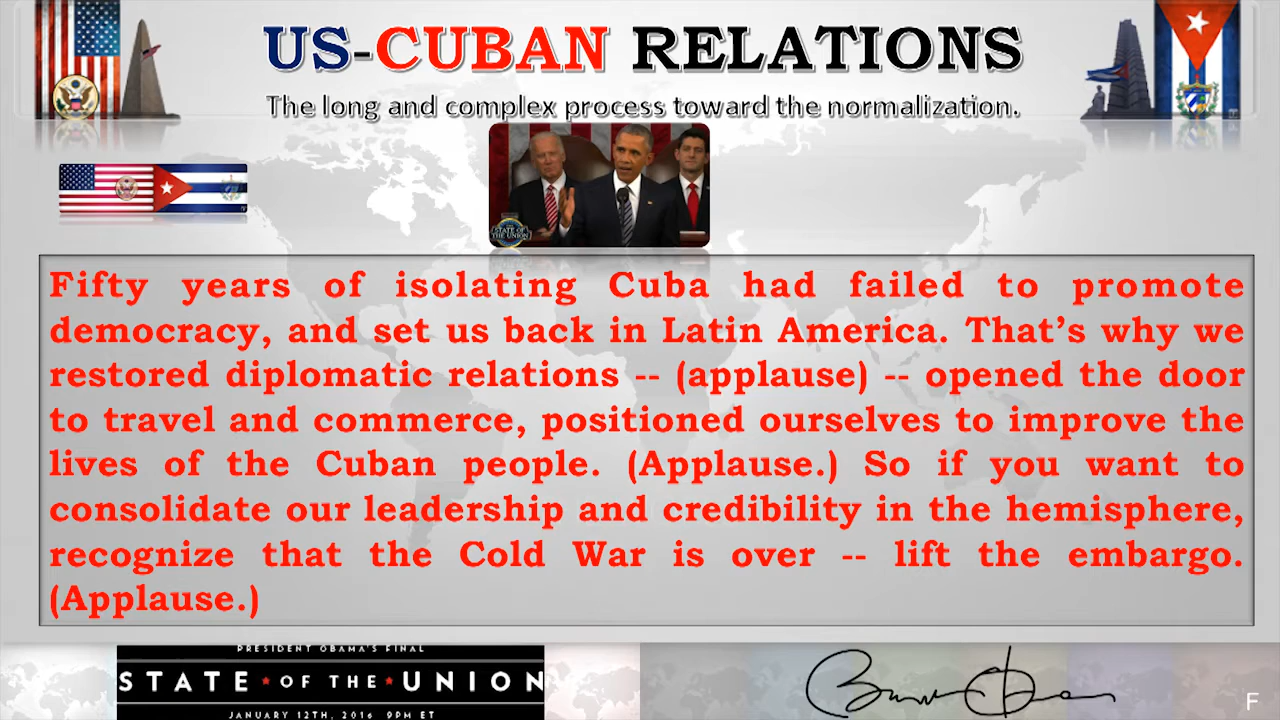 US-CUBAN RELATIONS
The long and complex process toward the normalization.
STATE OF
THE UNION
Fifty years of isolating Cuba had failed to promote
democracy, and set us back in Latin America. That’s why we
restored diplomatic relations -- (applause) -- opened the door
to travel and commerce, positioned ourselves to improve the
lives of the Cuban people. (Applause.) So if you want to
consolidate our leadership and credibility in the hemisphere,
recognize that the Cold War is over -- lift the embargo.
(Applause.)
PRESIDENT OBAMA'S FINAL
STATE OF THE UNION
JANUARY 12TH, 2016 9PM ET
F